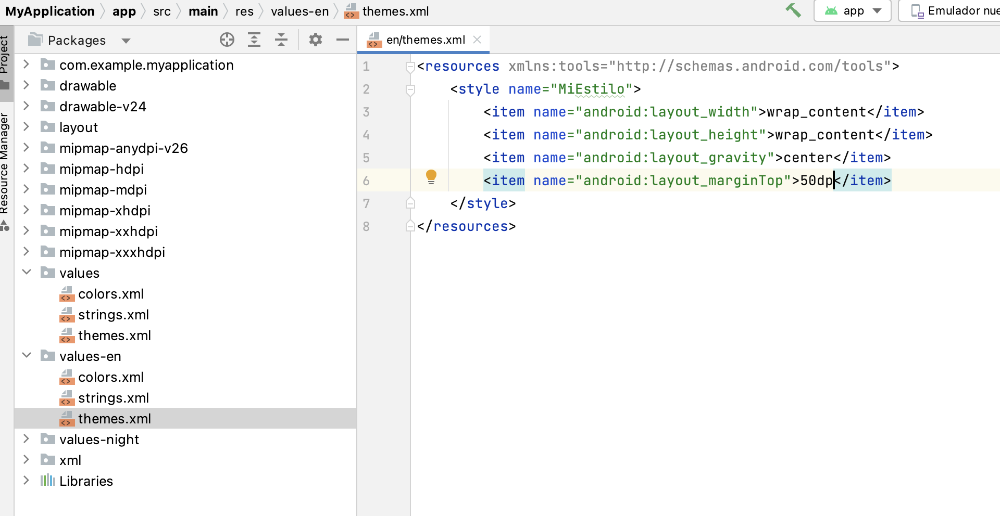 MyApplication app src main res values-en themes.xml app Emulador nue
Project
Resource Manager
Packages
com.example.myapplication
drawable
drawable-v24
layout
mipmap-anydpi-v26
mipmap-hdpi
mipmap-mdpi
mipmap-xhdpi
mipmap-xxhdpi
mipmap-xxxhdpi
values
colors.xml
strings.xml
themes.xml
values-en
colors.xml
strings.xml
themes.xml
values-night
xml
Libraries
en/themes.xml
1 <resources xmlns:tools="http://schemas.android.com/tools">
2 <style name="MiEstilo">
3 <item name="android:layout_width">wrap_content</item>
4 <item name="android:layout_height">wrap_content</item>
5 <item name="android:layout_gravity">center</item>
6 <item name="android:layout_marginTop">50dp</item>
7 </style>
8 </resources>